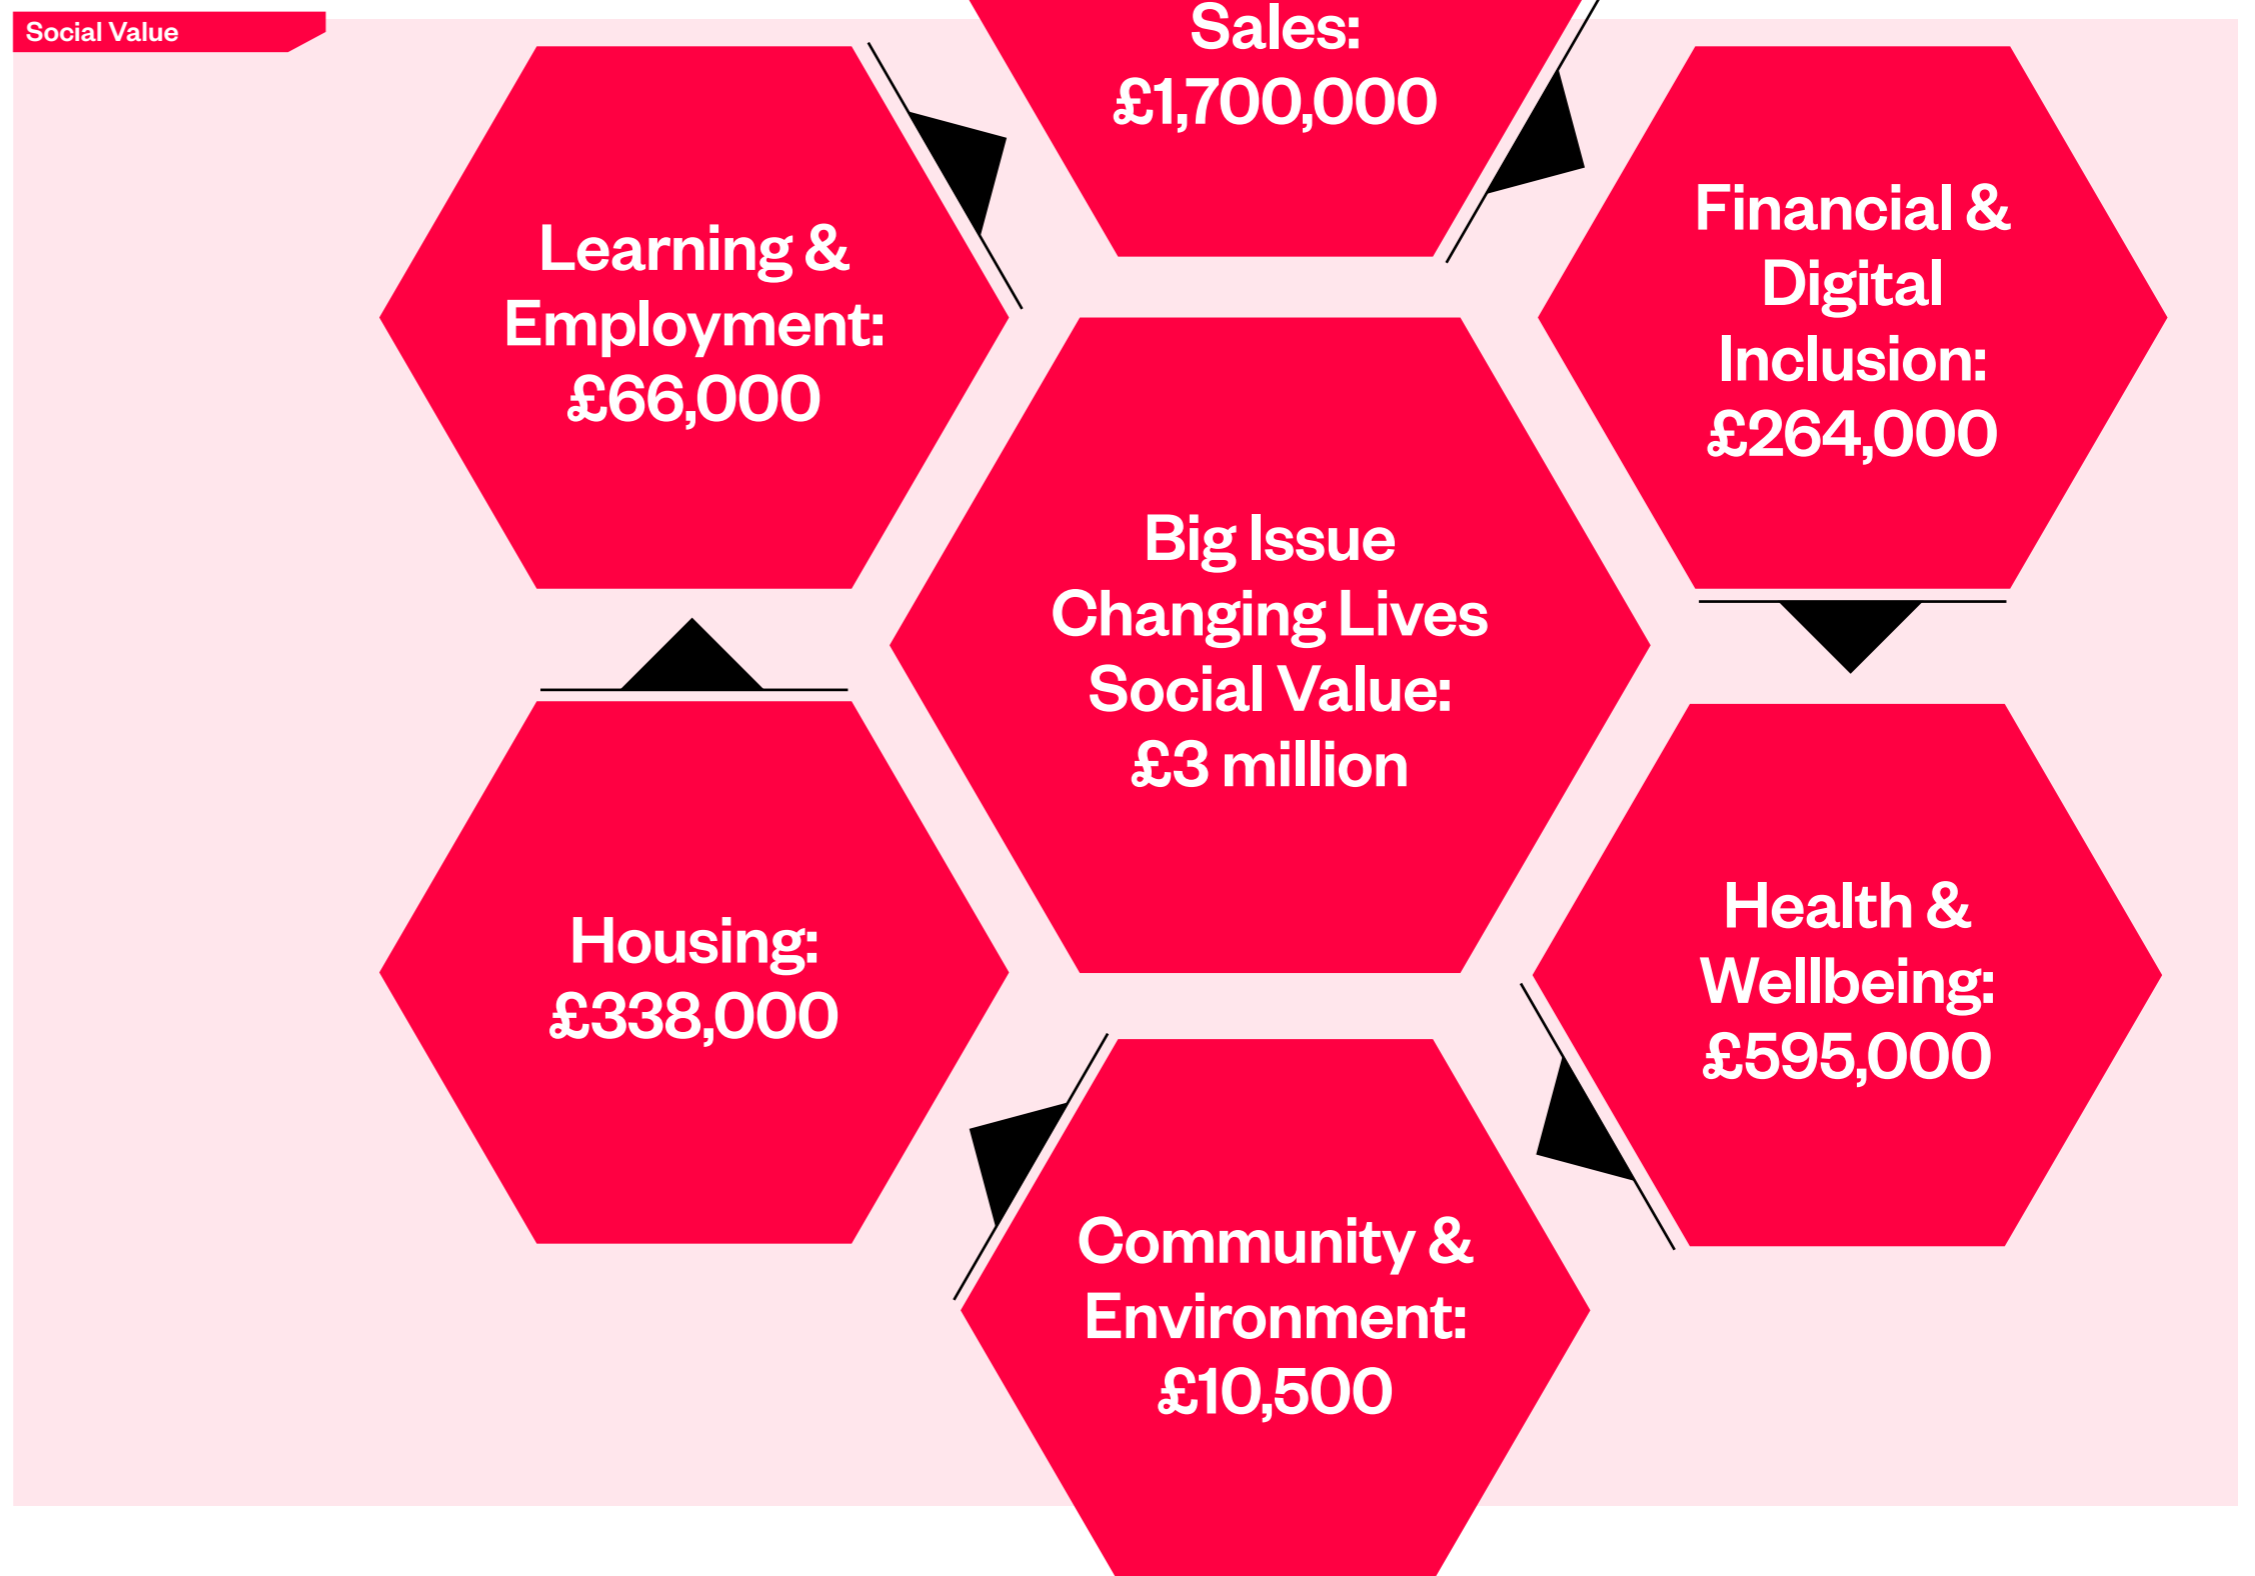 Social Value
Sales:
£1,700,000
Learning &
Employment:
£66,000
Financial &
Digital
Inclusion:
£264,000
Big Issue
Changing Lives
Social Value:
£3 million
Housing:
£338,000
Health &
Wellbeing:
£595,000
Community &
Environment:
£10,500